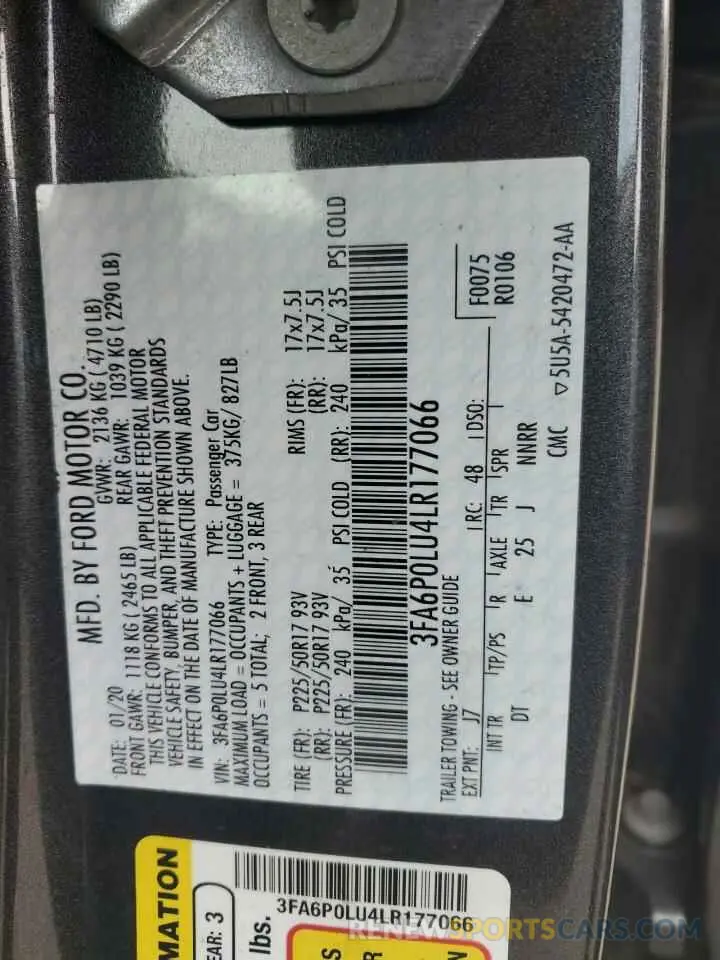 MFD. BY FORD MOTOR CO.
DATE: 01/20 GVWR: 2136 KG ( 4710 LB)
FRONT GAWR: 1118 KG ( 2465 LB) REAR GAWR: 1039 KG ( 2290 LB)
THIS VEHICLE CONFORMS TO ALL APPLICABLE FEDERAL MOTOR
VEHICLE SAFETY, BUMPER, AND THEFT PREVENTION STANDARDS
IN EFFECT ON THE DATE OF MANUFACTURE SHOWN ABOVE.
VIN: 3FA6P0LU4LR177066 TYPE: Passenger Car
MAXIMUM LOAD = OCCUPANTS + LUGGAGE = 375KG/ 827LB
OCCUPANTS = 5 TOTAL; 2 FRONT, 3 REAR
TIRE (FR): P225/50R17 93V RIMS (FR): 17x7.5J
(RR): P225/50R17 93V (RR): 17x7.5J
PRESSURE (FR): 240 kPa/ 35 PSI COLD (RR): 240 kPa/ 35 PSI COLD
3FA6P0LU4LR177066
TRAILER TOWING - SEE OWNER GUIDE
EXT PNT: J7 RC: 48 DSO: F0075
R0106
INT TR TP/PS R AXLE TR SPR
DT E 25 J NNRR
CMC ▽5U5A-5420472-AA
MATION
EAR: 3
lbs.
3FA6P0LU4LR177066
S
R
N
REPAIRNEWSUSEDCARS.COM